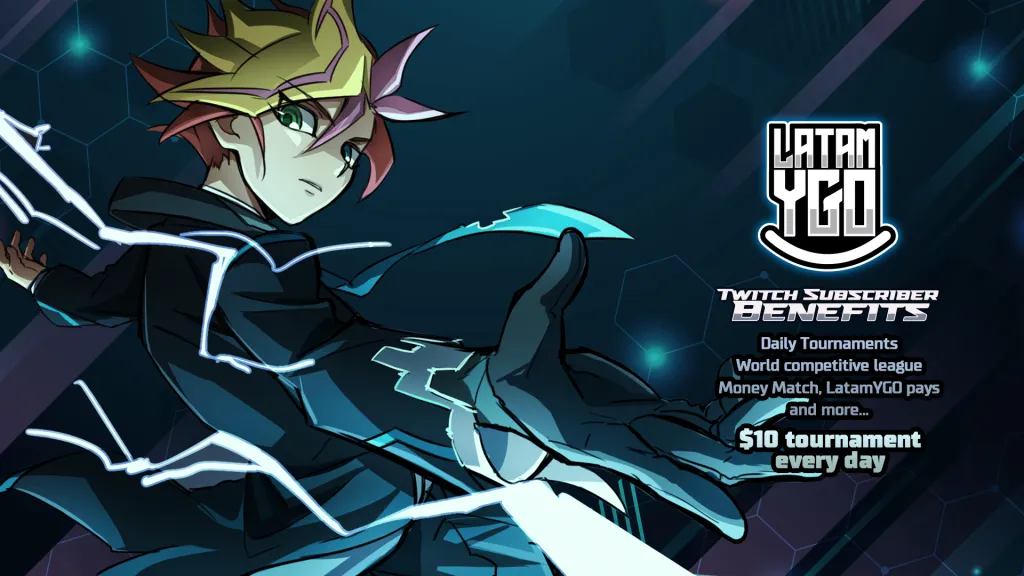 LATAM
YGO
TWITCH SUBSCRIBER
BENEFITS
Daily Tournaments
World competitive league
Money Match, LatamYGO pays
and more...
$10 tournament
every day